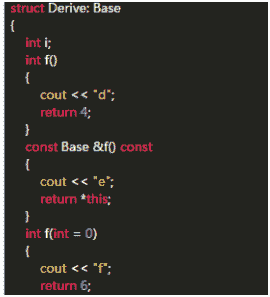 struct Derive: Base
{
int i;
int f()
{
cout << "d";
return 4;
}
const Base &f() const
{
cout << "e";
return *this;
}
int f(int = 0)
{
cout << "f";
return 6;